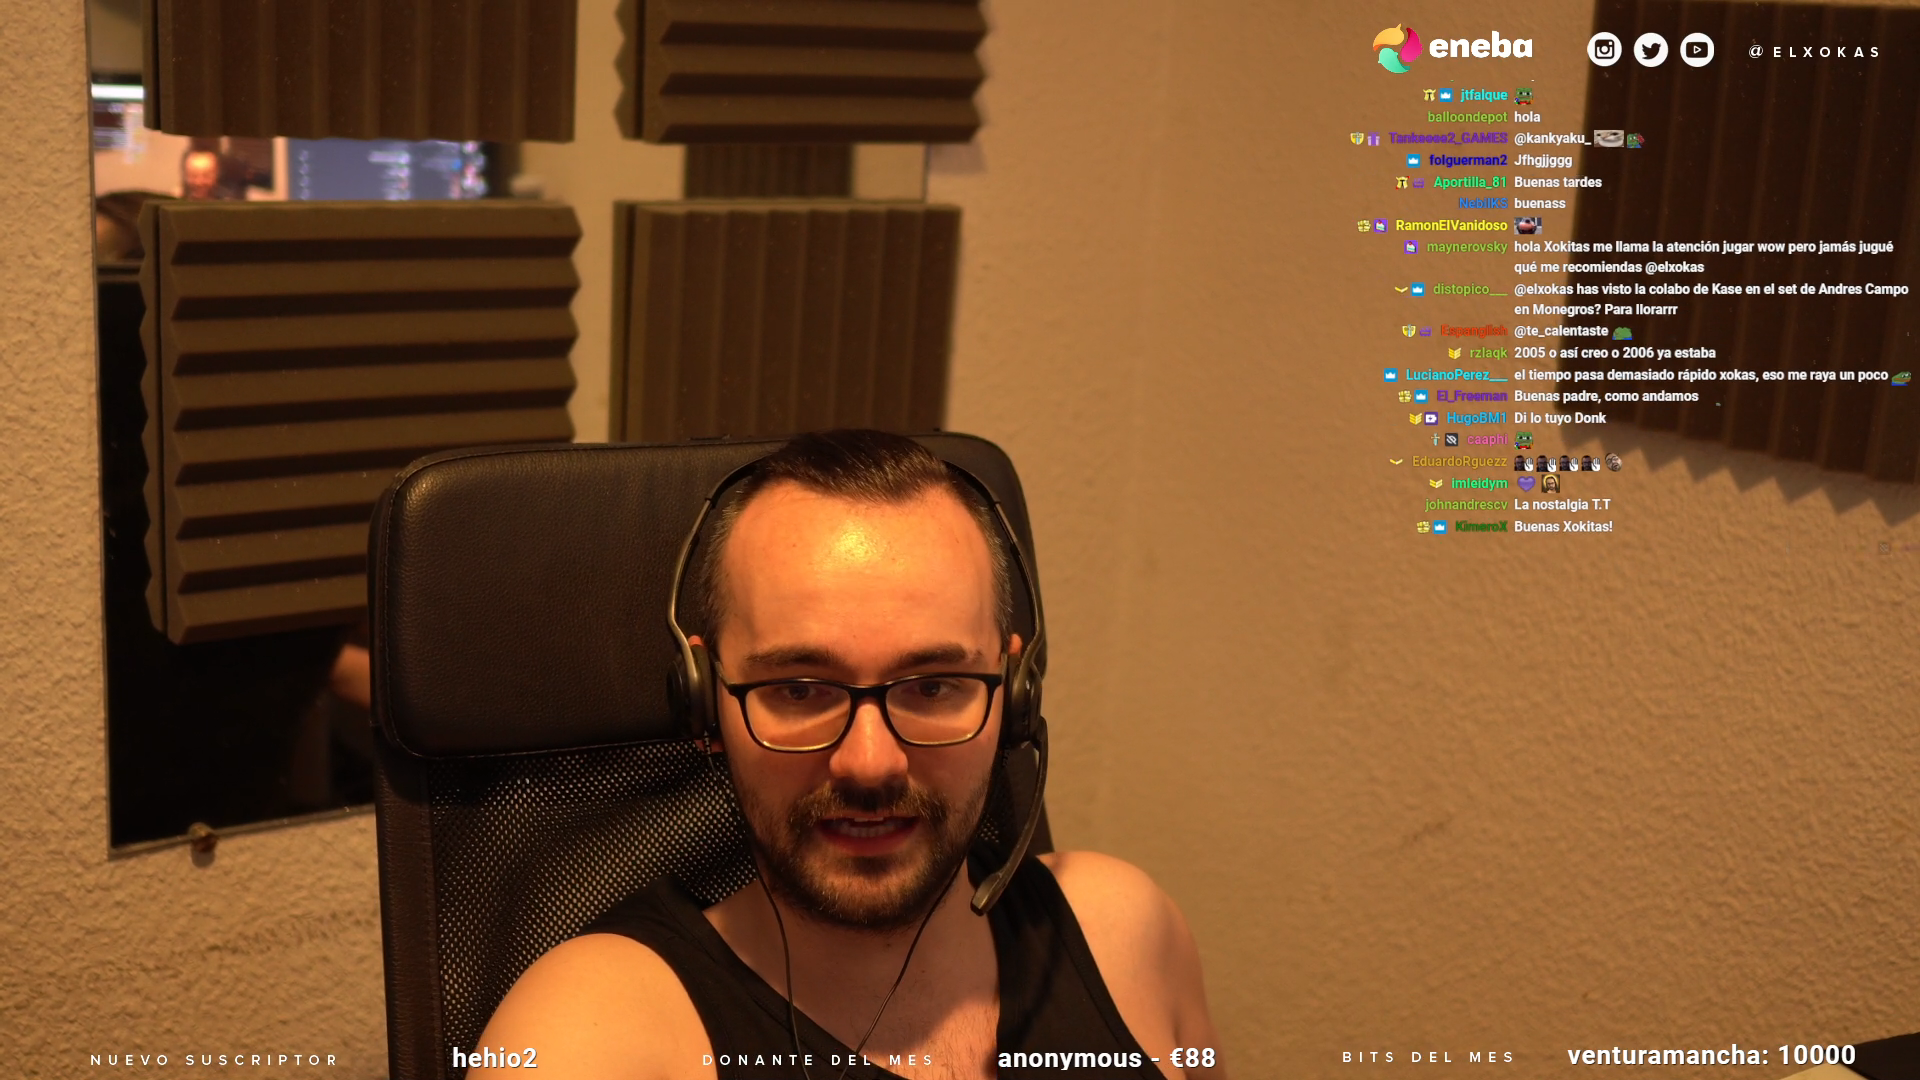 eneba
@ELXOKAS
jtfalque
balloondepot hola
Tankeeee2_GAMES @kankyaku_
folguerman2 Jfhgjjggg
Aportilla_81 Buenas tardes
NebilKS buenass
RamonElVanidoso
maynerovsky hola Xokitas me llama la atención jugar wow pero jamás jugué
qué me recomiendas @elxokas
distopico___ @elxokas has visto la colabo de Kase en el set de Andres Campo
en Monegros? Para llorarrr
Espanglish @te_calentaste
rzlaqk 2005 o así creo o 2006 ya estaba
LucianoPerez___ el tiempo pasa demasiado rápido xokas, eso me raya un poco
El_Freeman Buenas padre, como andamos
HugoBM1 Di lo tuyo Donk
caaphi
EduardoRguezz
imleidym
johnandrescv La nostalgia T.T
KimeroX Buenas Xokitas!
NUEVO SUSCRIPTOR hehio2 DONANTE DEL MES anonymous - €88 BITS DEL MES venturamancha: 10000